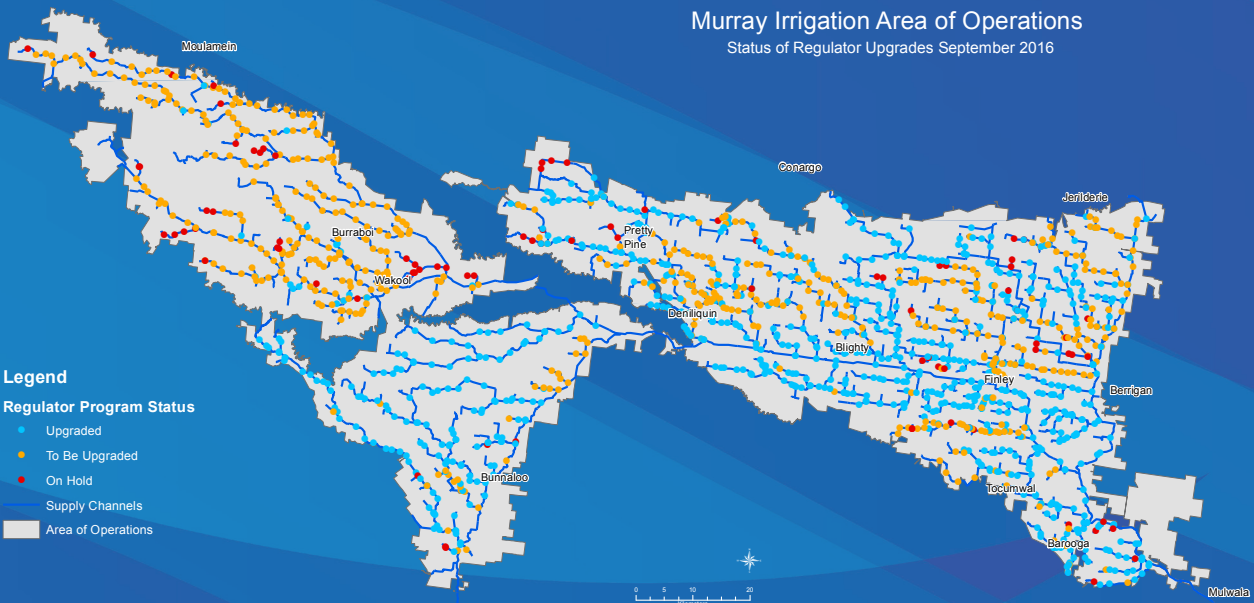 Murray Irrigation Area of Operations
Status of Regulator Upgrades September 2016
Moulamein
Conargo
Jerilderie
Burraboi
Pretty
Pine
Wakool
Deniliquin
Blighty
Finley
Berrigan
Bunnaloo
Tocumwal
Barooga
Mulwala
Legend
Regulator Program Status
Upgraded
To Be Upgraded
On Hold
Supply Channels
Area of Operations
0 5 10 20